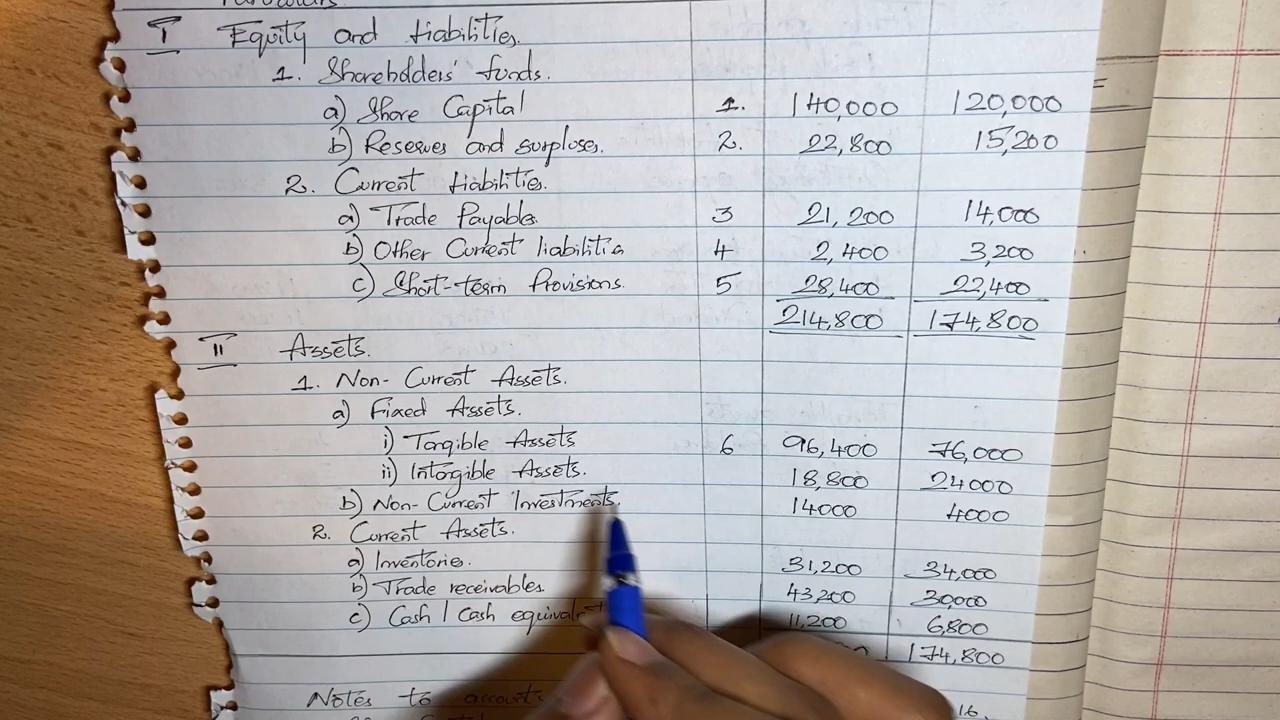 I Equity and Liabilities.
1. Shareholders' funds.
a) Share Capital 1. 140,000 120,000
b) Reserves and surpluses. 2. 22,800 15,200
2. Current Liabilities.
a) Trade Payables 3 21,200 14,000
b) Other Current liabilities 4 2,400 3,200
c) Short-term Provisions. 5 28,400 22,400
214,800 174,800
II Assets.
1. Non-Current Assets.
a) Fixed Assets.
i) Tangible Assets 6 96,400 76,000
ii) Intangible Assets. 18,800 24000
b) Non-Current Investments. 14000 4000
2. Current Assets.
a) Inventories. 31,200 34,000
b) Trade receivables. 43,200 30,000
c) Cash / Cash 11,200 6,800
174,800
Notes to